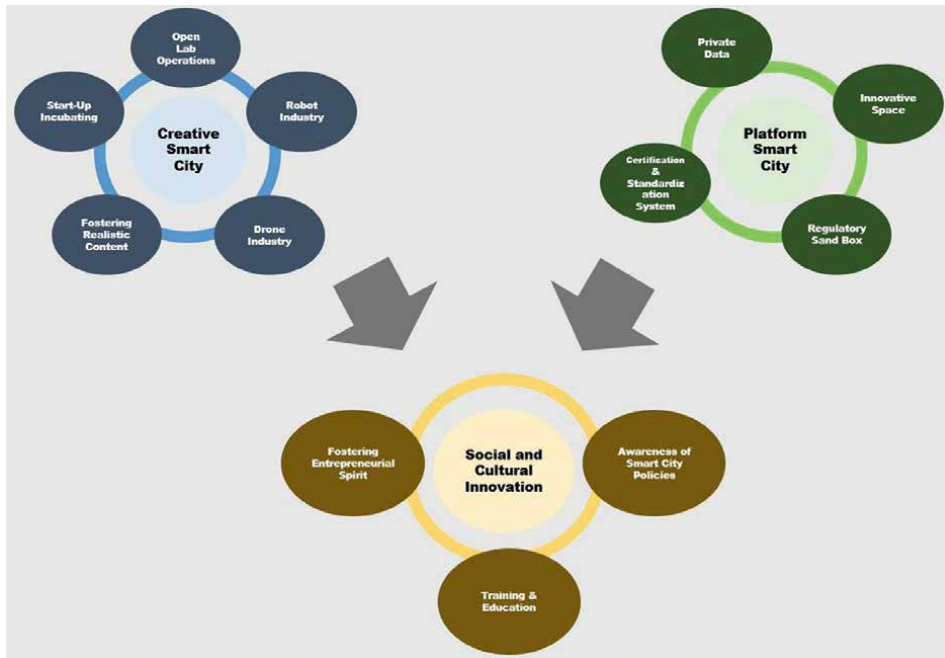 Open
Lab
Operations
Start-Up
Incubating
Robot
Industry
Creative
Smart
City
Fostering
Realistic
Content
Drone
Industry
Private
Data
Innovative
Space
Platform
Smart
City
Certification
&
Standardiz
ation
System
Regulatory
Sand Box
Fostering
Entrepreneurial
Spirit
Social and
Cultural
Innovation
Awareness of
Smart City
Policies
Training &
Education